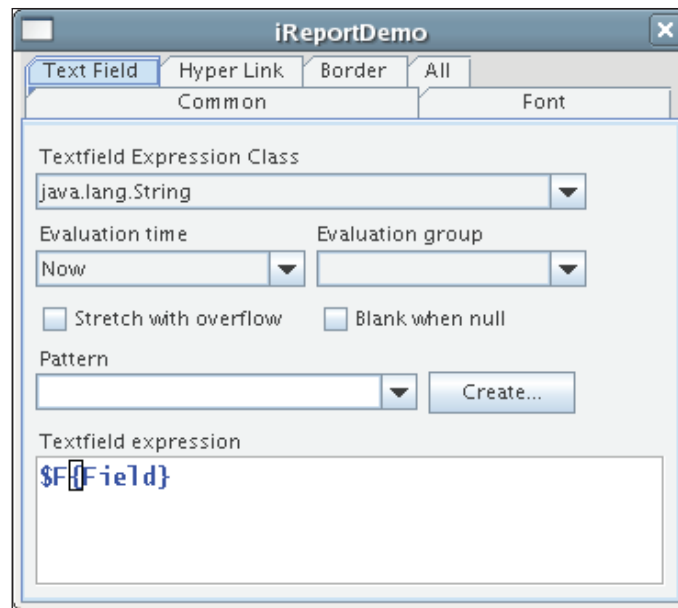 iReportDemo
Text Field Hyper Link Border All
Common Font
Textfield Expression Class
java.lang.String
Evaluation time Evaluation group
Now
Stretch with overflow Blank when null
Pattern
Create...
Textfield expression
$F{Field}